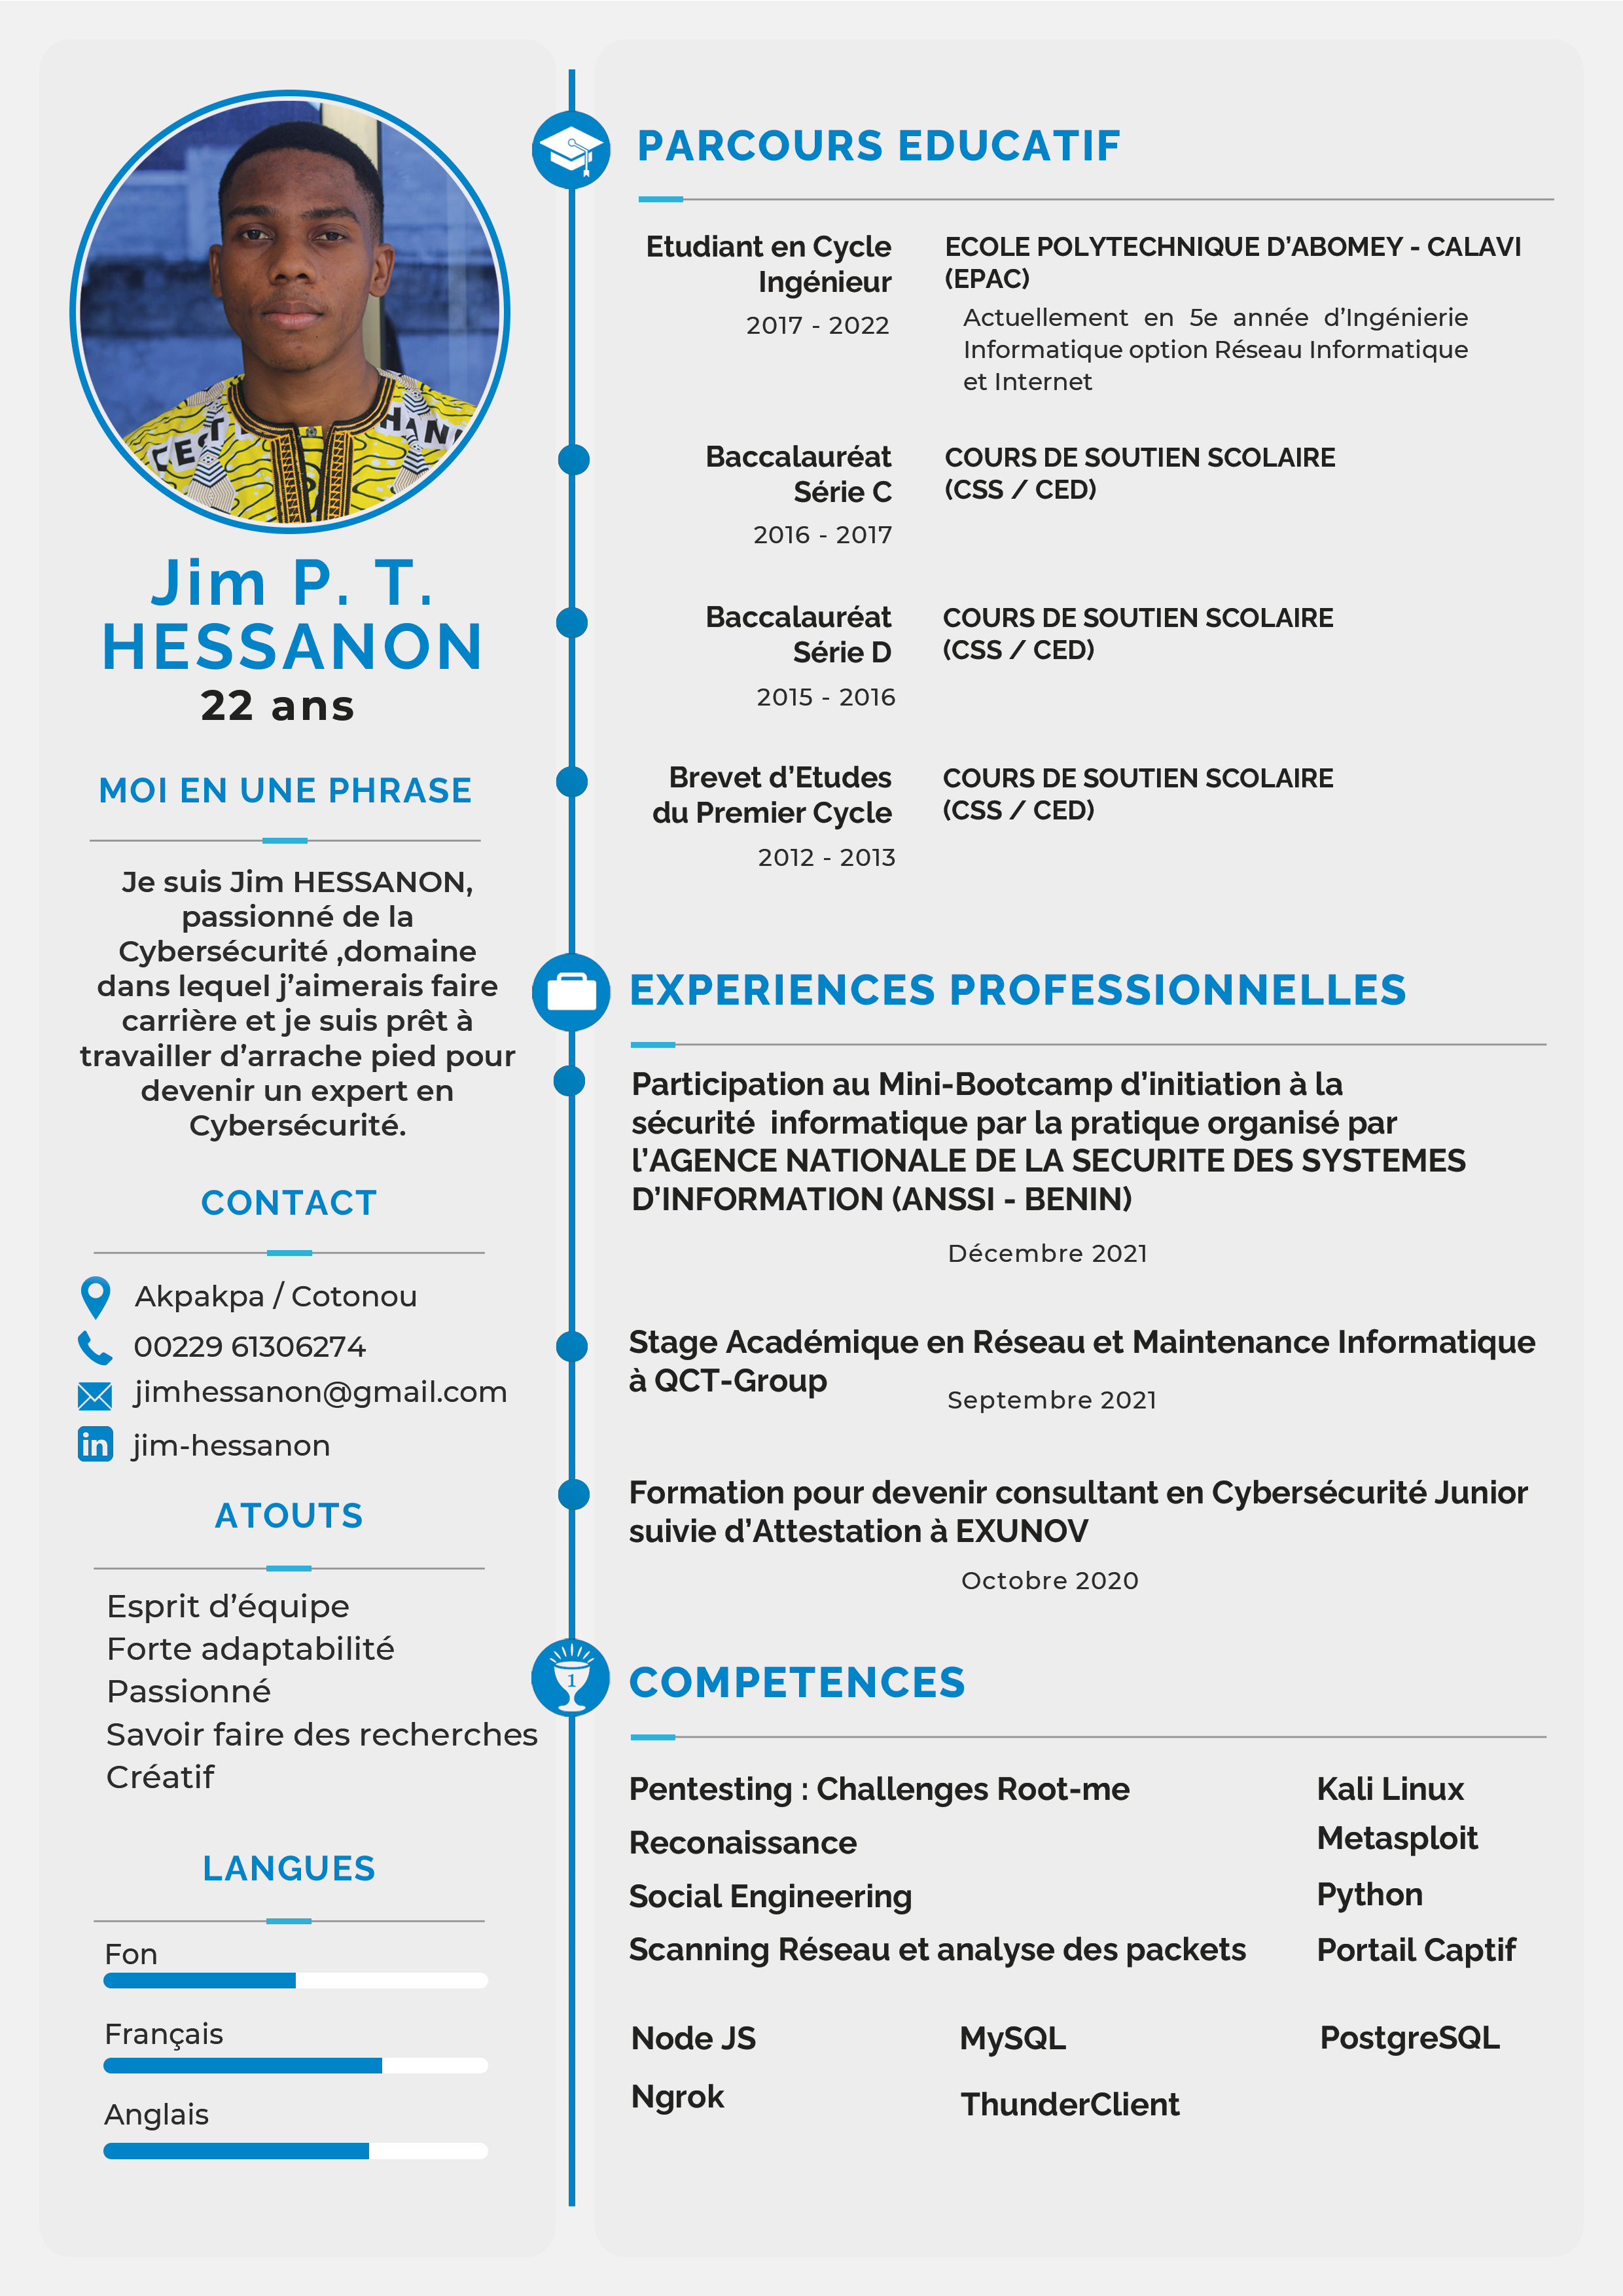 Jim P. T.
HESSANON
22 ans
MOI EN UNE PHRASE
Je suis Jim HESSANON,
passionné de la
Cybersécurité ,domaine
dans lequel j’aimerais faire
carrière et je suis prêt à
travailler d’arrache pied pour
devenir un expert en
Cybersécurité.
CONTACT
Akpakpa / Cotonou
00229 61306274
jimhessanon@gmail.com
in jim-hessanon
ATOUTS
Esprit d’équipe
Forte adaptabilité
Passionné
Savoir faire des recherches
Créatif
LANGUES
Fon
Français
Anglais
PARCOURS EDUCATIF
Etudiant en Cycle
Ingénieur
2017 - 2022
ECOLE POLYTECHNIQUE D’ABOMEY - CALAVI
(EPAC)
Actuellement en 5e année d’Ingénierie
Informatique option Réseau Informatique
et Internet
Baccalauréat
Série C
2016 - 2017
COURS DE SOUTIEN SCOLAIRE
(CSS / CED)
Baccalauréat
Série D
2015 - 2016
COURS DE SOUTIEN SCOLAIRE
(CSS / CED)
Brevet d’Etudes
du Premier Cycle
2012 - 2013
COURS DE SOUTIEN SCOLAIRE
(CSS / CED)
EXPERIENCES PROFESSIONNELLES
Participation au Mini-Bootcamp d’initiation à la
sécurité informatique par la pratique organisé par
l’AGENCE NATIONALE DE LA SECURITE DES SYSTEMES
D’INFORMATION (ANSSI - BENIN)
Décembre 2021
Stage Académique en Réseau et Maintenance Informatique
à QCT-Group
Septembre 2021
Formation pour devenir consultant en Cybersécurité Junior
suivie d’Attestation à EXUNOV
Octobre 2020
1
COMPETENCES
Pentesting : Challenges Root-me
Kali Linux
Reconaissance
Metasploit
Social Engineering
Python
Scanning Réseau et analyse des packets
Portail Captif
Node JS
MySQL
PostgreSQL
Ngrok
ThunderClient